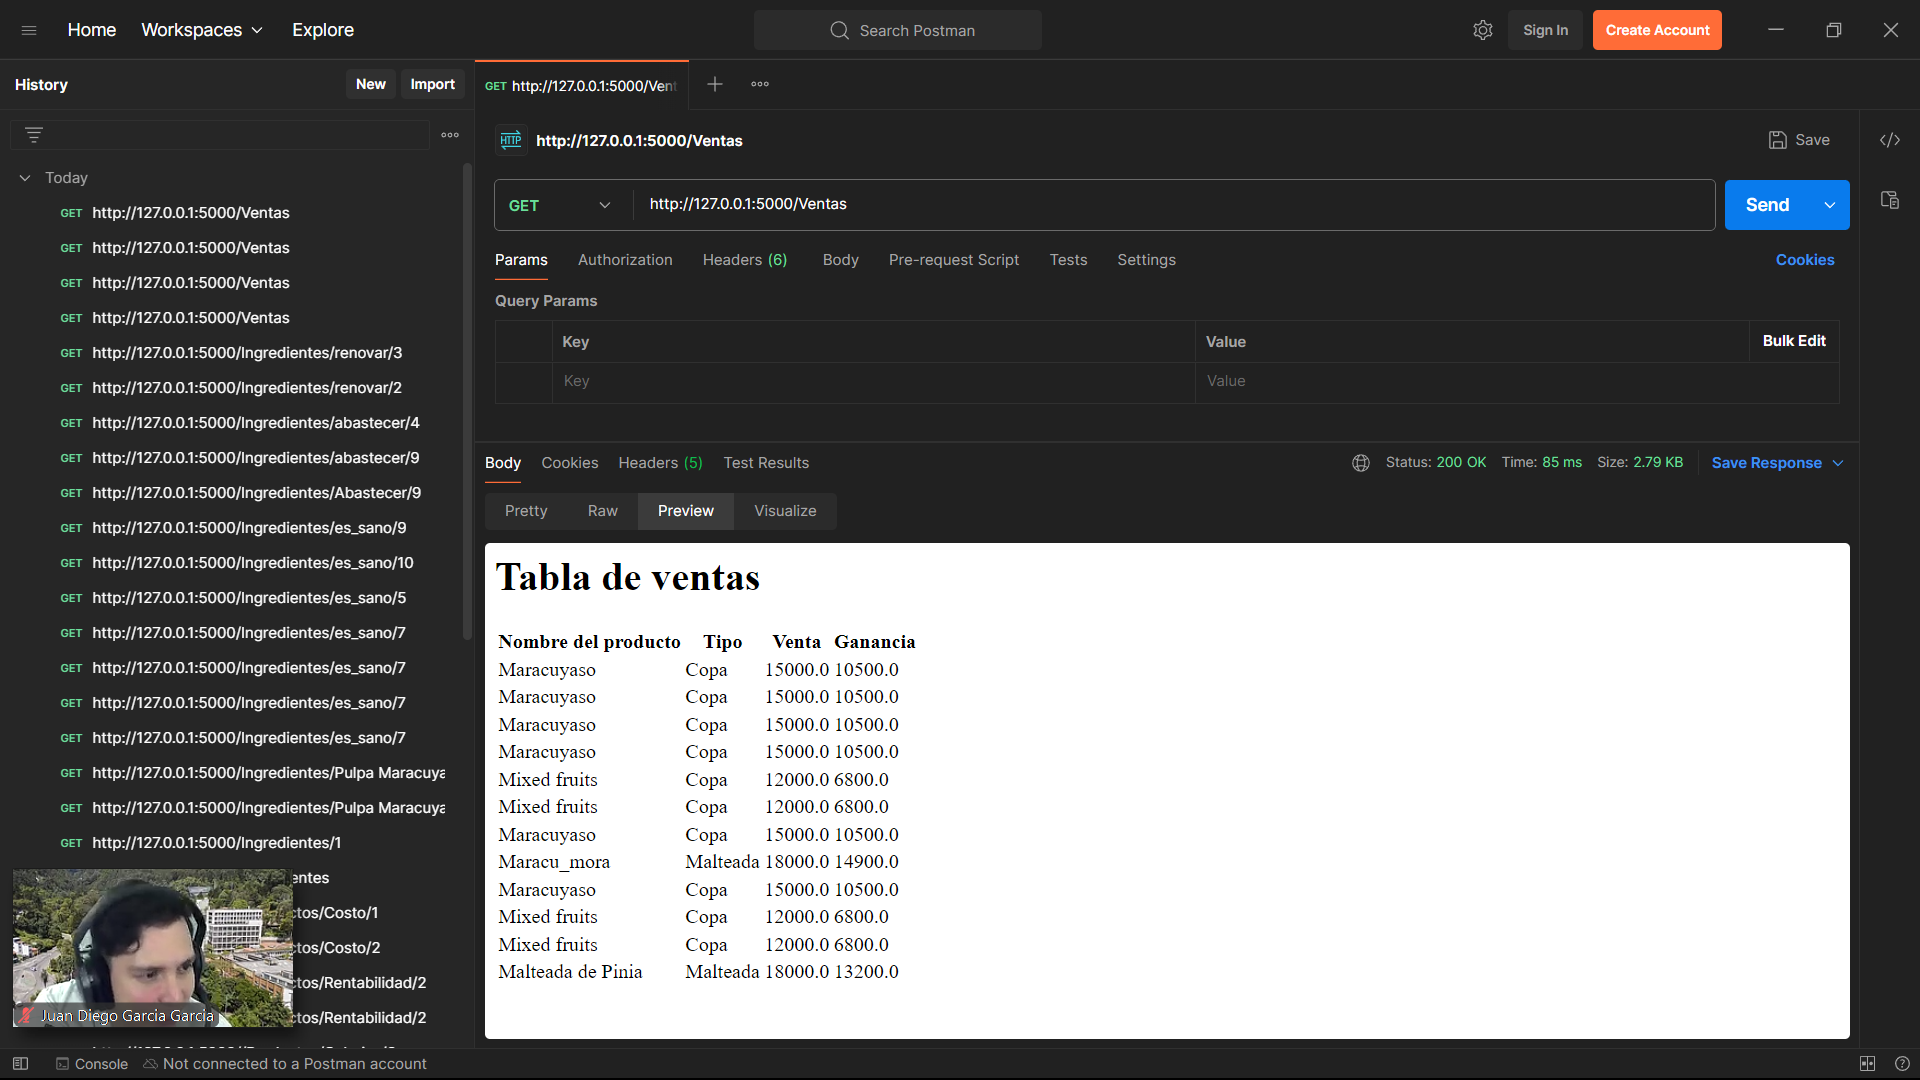 Home Workspaces Explore
Search Postman
Sign In
Create Account
History
New
Import
GET http://127.0.0.1:5000/Vent
HTTP http://127.0.0.1:5000/Ventas
Save
Today
GET http://127.0.0.1:5000/Ventas
GET http://127.0.0.1:5000/Ventas
GET http://127.0.0.1:5000/Ventas
GET http://127.0.0.1:5000/Ventas
GET http://127.0.0.1:5000/Ingredientes/renovar/3
GET http://127.0.0.1:5000/Ingredientes/renovar/2
GET http://127.0.0.1:5000/Ingredientes/abastecer/4
GET http://127.0.0.1:5000/Ingredientes/abastecer/9
GET http://127.0.0.1:5000/Ingredientes/Abastecer/9
GET http://127.0.0.1:5000/Ingredientes/es_sano/9
GET http://127.0.0.1:5000/Ingredientes/es_sano/10
GET http://127.0.0.1:5000/Ingredientes/es_sano/5
GET http://127.0.0.1:5000/Ingredientes/es_sano/7
GET http://127.0.0.1:5000/Ingredientes/es_sano/7
GET http://127.0.0.1:5000/Ingredientes/es_sano/7
GET http://127.0.0.1:5000/Ingredientes/es_sano/7
GET http://127.0.0.1:5000/Ingredientes/Pulpa Maracuya
GET http://127.0.0.1:5000/Ingredientes/Pulpa Maracuya
GET http://127.0.0.1:5000/Ingredientes/1
entes
ctos/Costo/1
ctos/Costo/2
ctos/Rentabilidad/2
ctos/Rentabilidad/2
Juan Diego Garcia Garcia
GET http://127.0.0.1:5000/Ventas
Send
Params Authorization Headers (6) Body Pre-request Script Tests Settings Cookies
Query Params
Key Value Bulk Edit
Key Value
Body Cookies Headers (5) Test Results
Status: 200 OK Time: 85 ms Size: 2.79 KB Save Response
Pretty Raw Preview Visualize
Tabla de ventas
Nombre del producto Tipo Venta Ganancia
Maracuyaso Copa 15000.0 10500.0
Maracuyaso Copa 15000.0 10500.0
Maracuyaso Copa 15000.0 10500.0
Maracuyaso Copa 15000.0 10500.0
Mixed fruits Copa 12000.0 6800.0
Mixed fruits Copa 12000.0 6800.0
Maracuyaso Copa 15000.0 10500.0
Maracu_mora Malteada 18000.0 14900.0
Maracuyaso Copa 15000.0 10500.0
Mixed fruits Copa 12000.0 6800.0
Mixed fruits Copa 12000.0 6800.0
Malteada de Pinia Malteada 18000.0 13200.0
Console Not connected to a Postman account